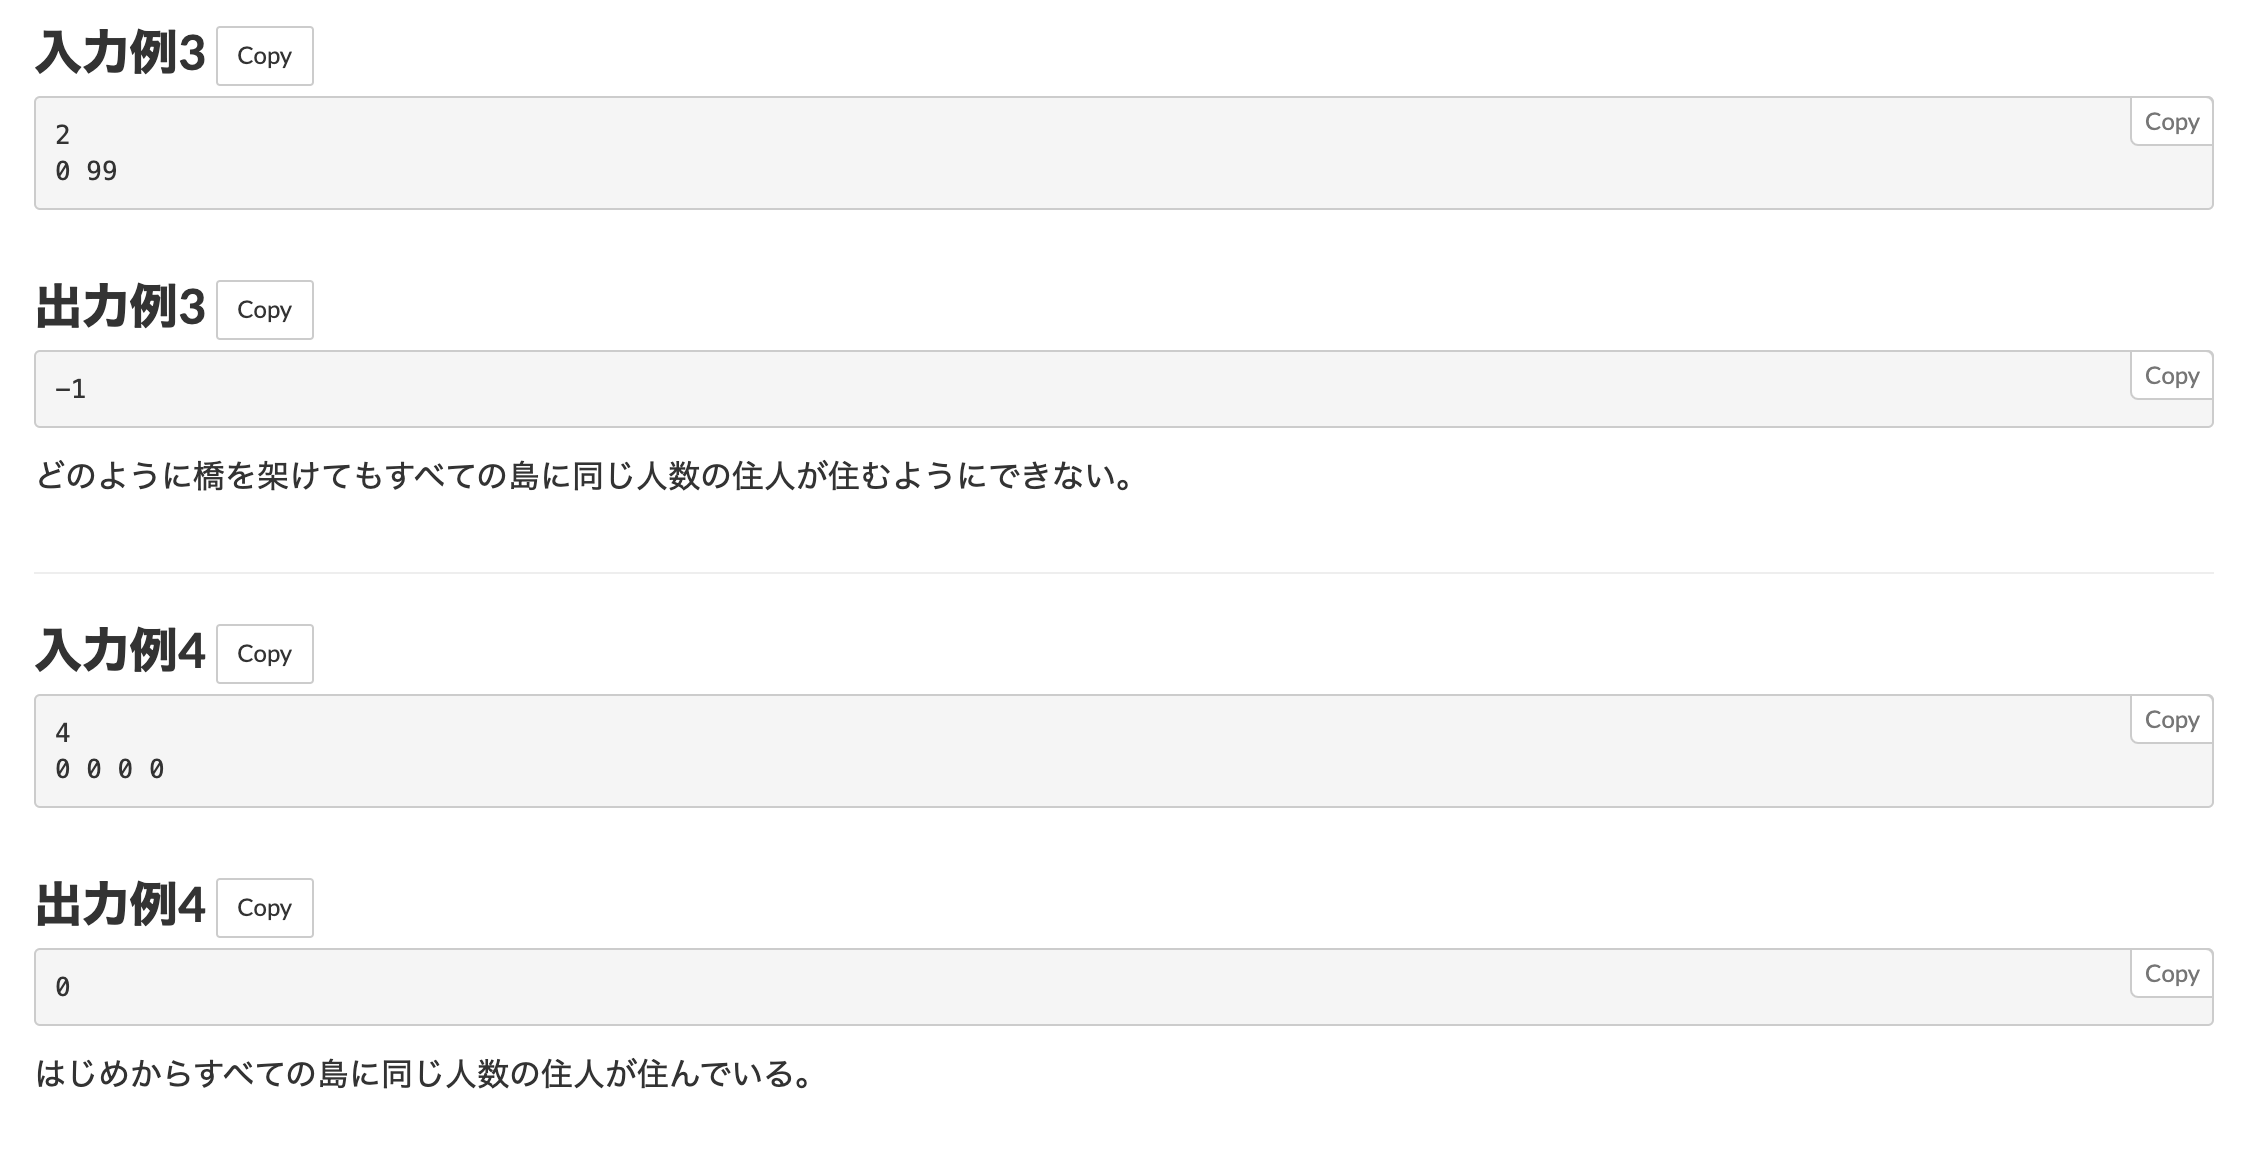 入力例3 Copy
Copy
2
0 99
出力例3 Copy
Copy
-1
どのように橋を架けてもすべての島に同じ人数の住人が住むようにできない。
入力例4 Copy
Copy
4
0 0 0 0
出力例4 Copy
Copy
0
はじめからすべての島に同じ人数の住人が住んでいる。